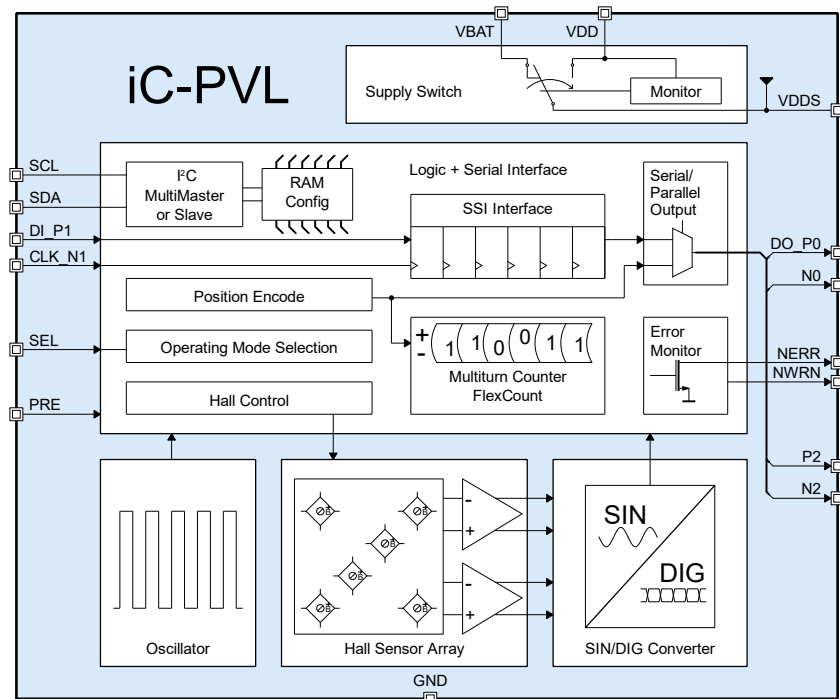 VBAT
VDD
iC-PVL
Supply Switch
Monitor
VDDS
SCL
SDA
DI_P1
CLK_N1
SEL
PRE
I²C
MultiMaster
or Slave
RAM
Config
Logic + Serial Interface
SSI Interface
Serial/
Parallel
Output
DO_P0
N0
Position Encode
Operating Mode Selection
Hall Control
+
-
1 1 0 0 1 1
Multiturn Counter
FlexCount
Error
Monitor
NERR
NWRN
P2
N2
Oscillator
B
B
B
B
B
B
-
+
-
+
Hall Sensor Array
SIN
DIG
SIN/DIG Converter
GND